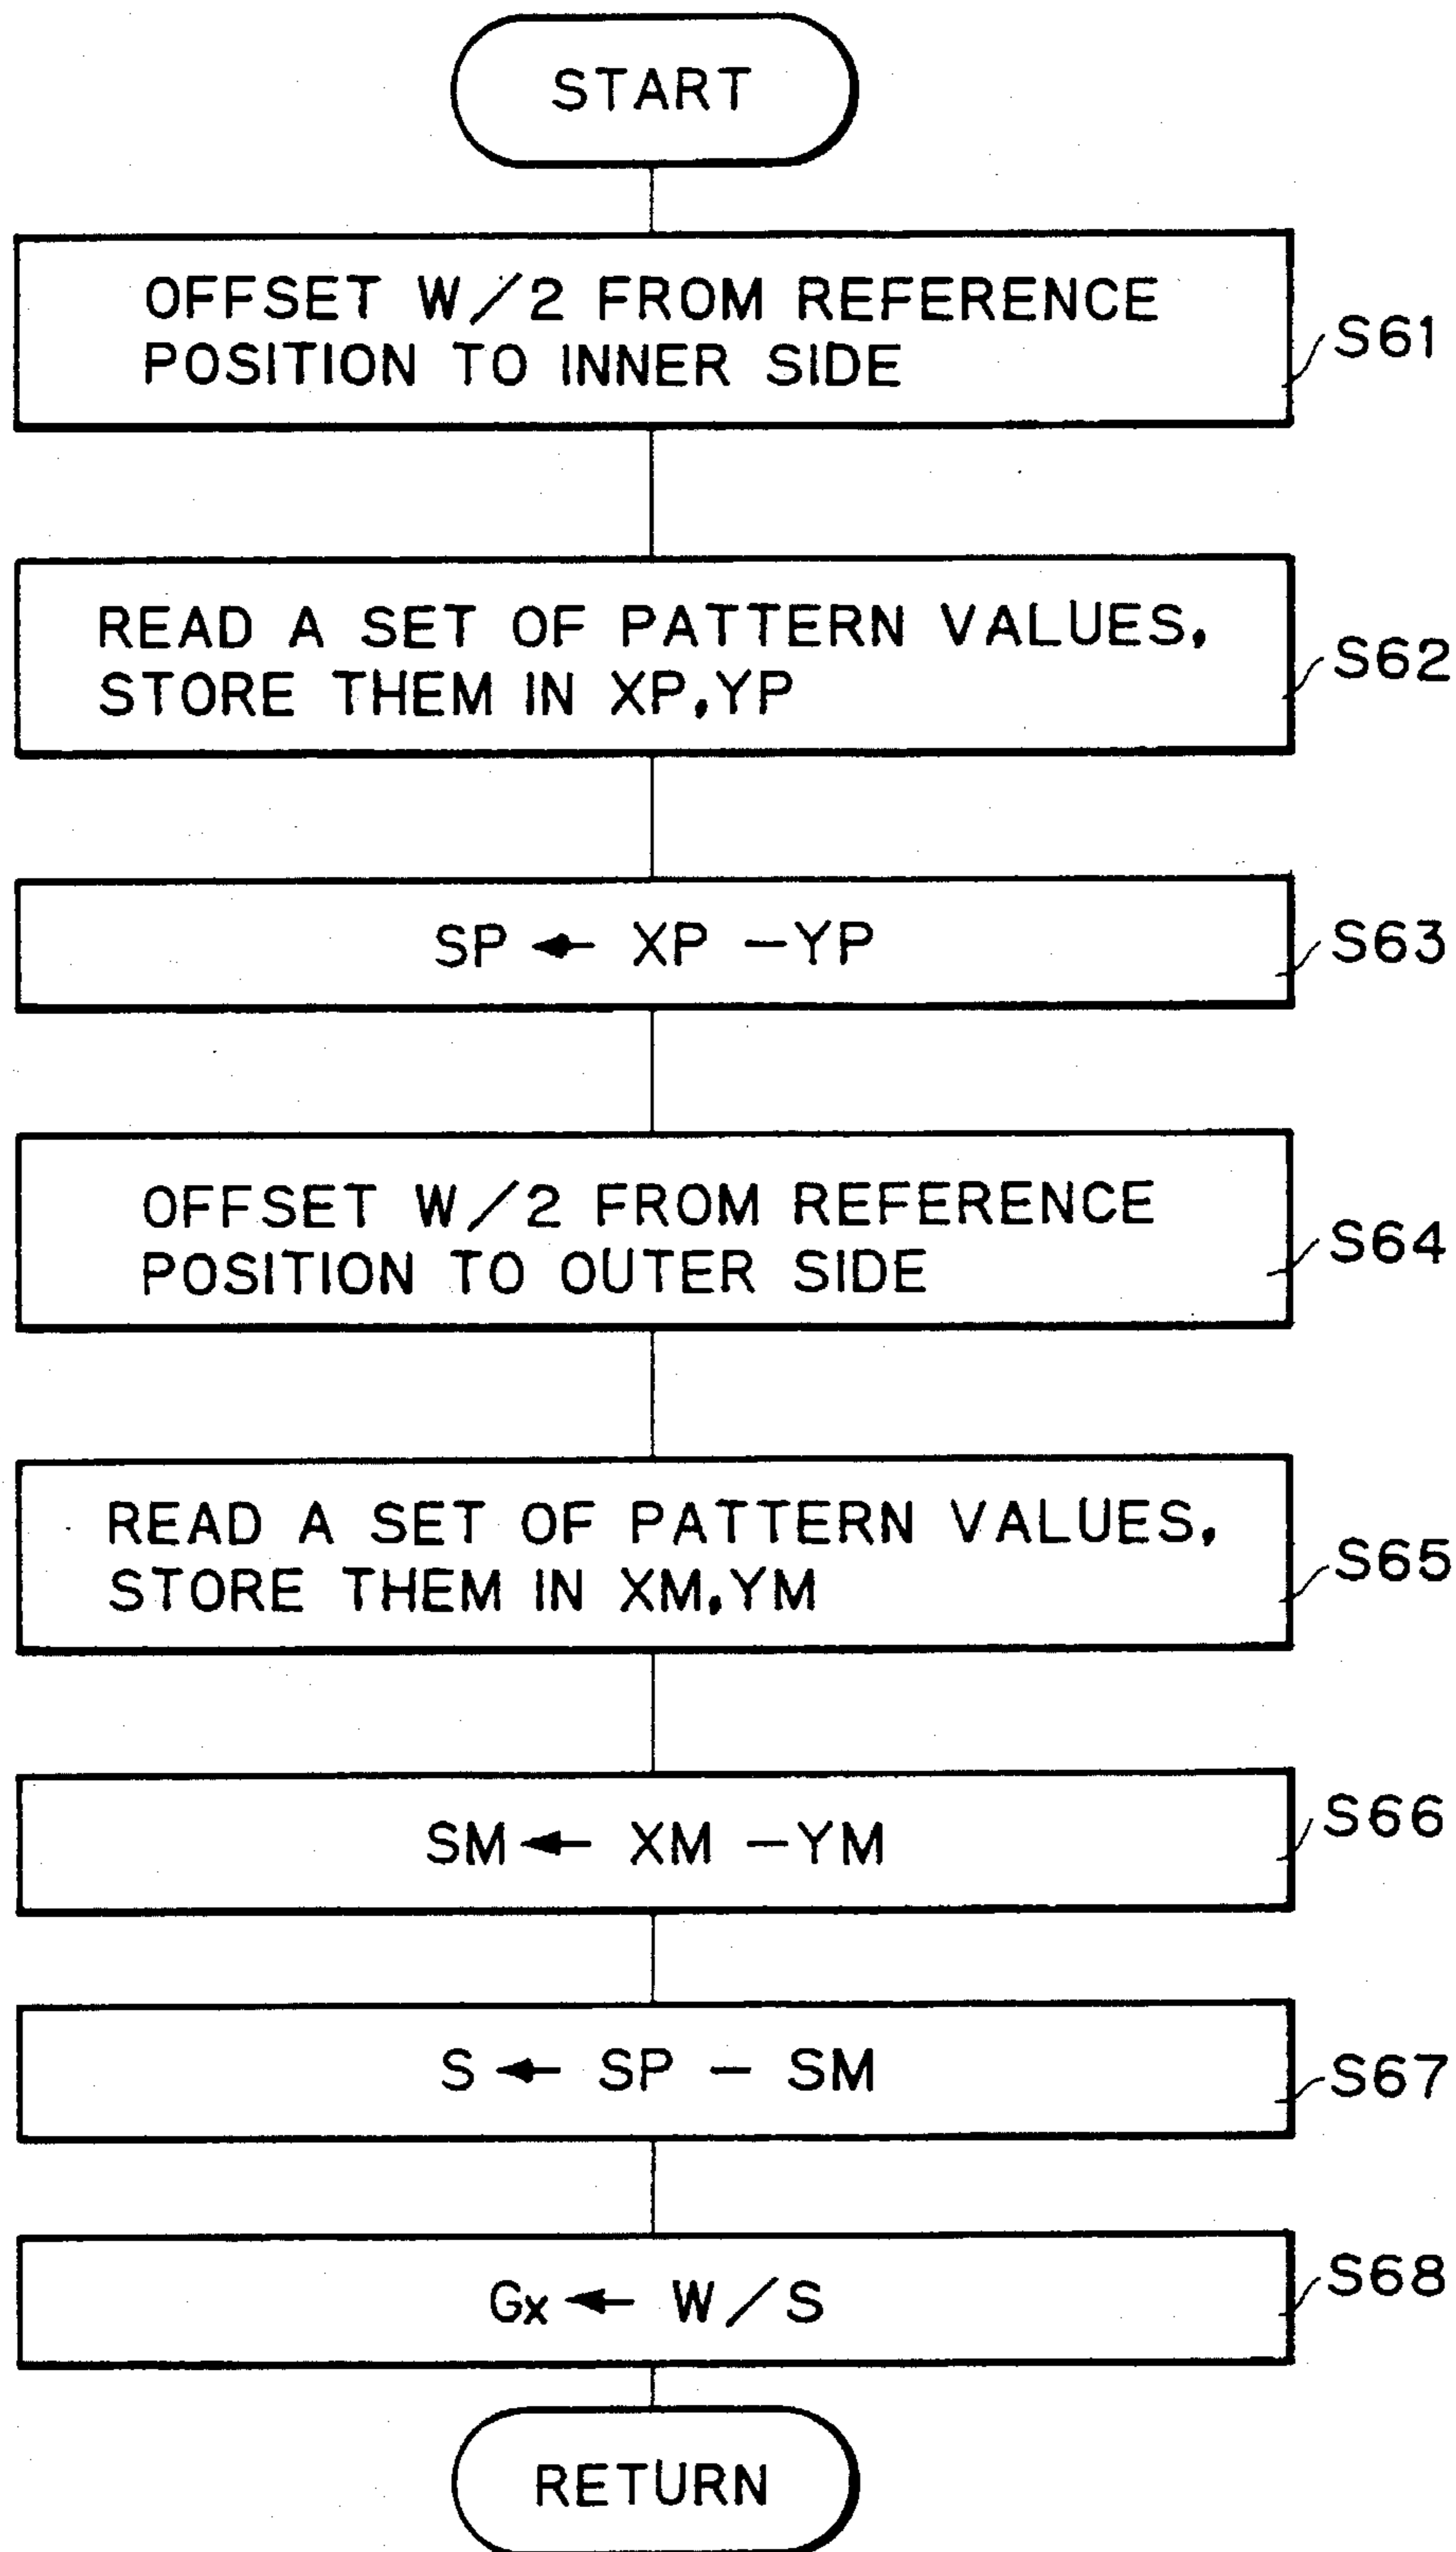 START
OFFSET W/2 FROM REFERENCE
POSITION TO INNER SIDE
S61
READ A SET OF PATTERN VALUES,
STORE THEM IN XP,YP
S62
SP ← XP −YP
S63
OFFSET W/2 FROM REFERENCE
POSITION TO OUTER SIDE
S64
READ A SET OF PATTERN VALUES,
STORE THEM IN XM,YM
S65
SM ← XM −YM
S66
S ← SP − SM
S67
Gx ← W/S
S68
RETURN